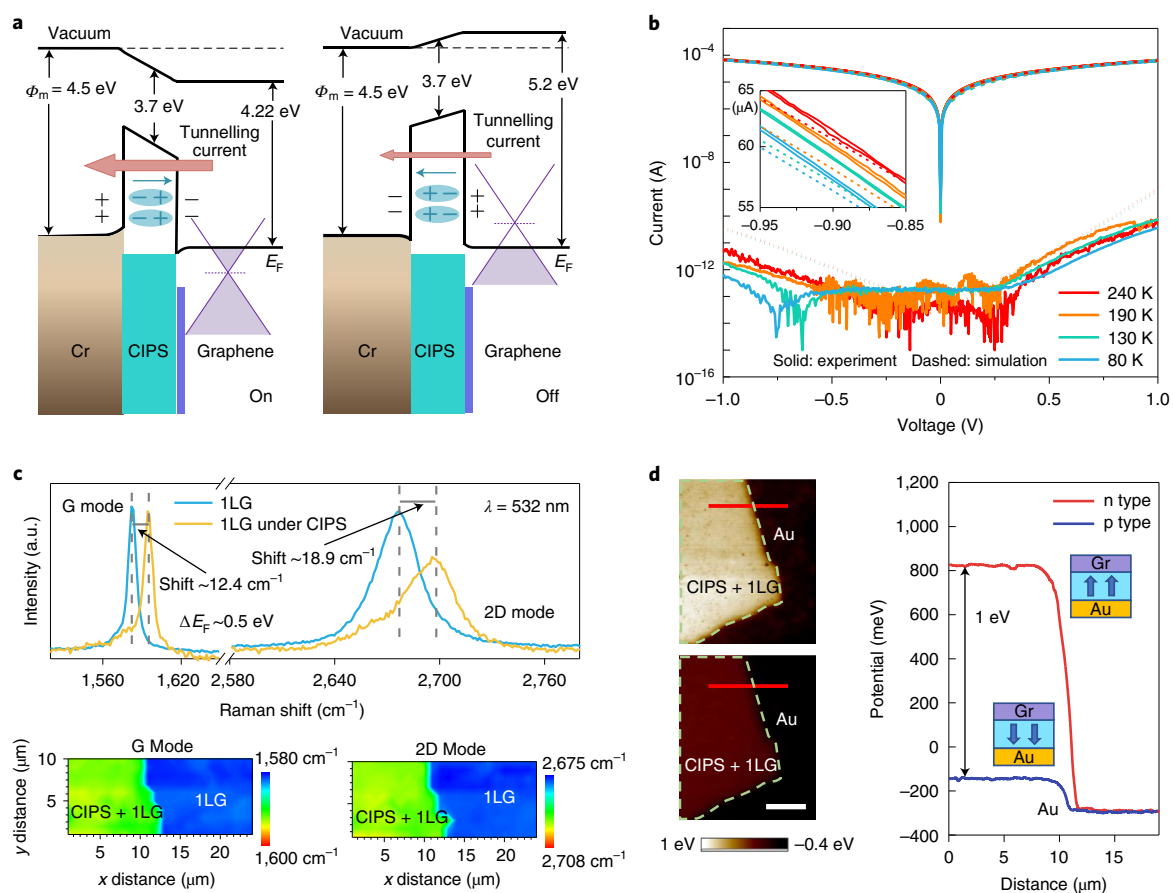 a
Vacuum
Φm = 4.5 eV
3.7 eV
4.22 eV
Tunnelling
current
+ −
+ −
− +
− +
EF
Cr
CIPS
Graphene
On
Vacuum
Φm = 4.5 eV
3.7 eV
5.2 eV
Tunnelling
current
− +
− +
+ −
+ −
EF
Cr
CIPS
Graphene
Off
b
Current (A)
10⁻⁴
10⁻⁸
10⁻¹²
10⁻¹⁶
65
(μA)
60
55
−0.95
−0.90
−0.85
240 K
190 K
130 K
80 K
Solid: experiment Dashed: simulation
−1.0
−0.5
0
0.5
1.0
Voltage (V)
c
Intensity (a.u.)
G mode
1LG
1LG under CIPS
λ = 532 nm
Shift ~12.4 cm⁻¹
Shift ~18.9 cm⁻¹
ΔEF ~0.5 eV
2D mode
1,560
1,620
2,580
2,640
2,700
2,760
Raman shift (cm⁻¹)
G Mode
y distance (μm)
10
5
CIPS + 1LG
1LG
5 10 15 20
x distance (μm)
1,580 cm⁻¹
1,600 cm⁻¹
2D Mode
CIPS + 1LG
1LG
5 10 15 20
x distance (μm)
2,675 cm⁻¹
2,708 cm⁻¹
d
Au
CIPS + 1LG
Au
CIPS + 1LG
1 eV
−0.4 eV
Potential (meV)
1,200
1,000
800
600
400
200
0
−200
−400
n type
p type
1 eV
Gr
Au
Gr
Au
Au
0
5
10
15
Distance (μm)